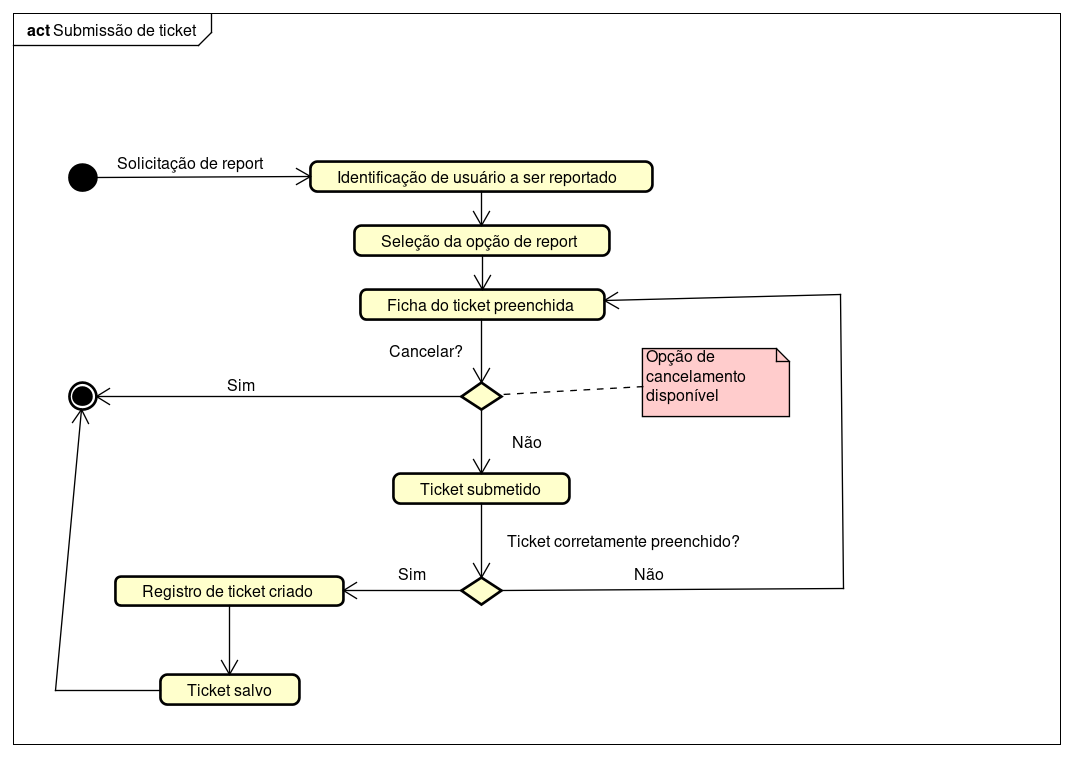 act Submissão de ticket
Solicitação de report
Identificação de usuário a ser reportado
Seleção da opção de report
Ficha do ticket preenchida
Cancelar?
Opção de
cancelamento
disponível
Sim
Não
Ticket submetido
Ticket corretamente preenchido?
Sim
Não
Registro de ticket criado
Ticket salvo